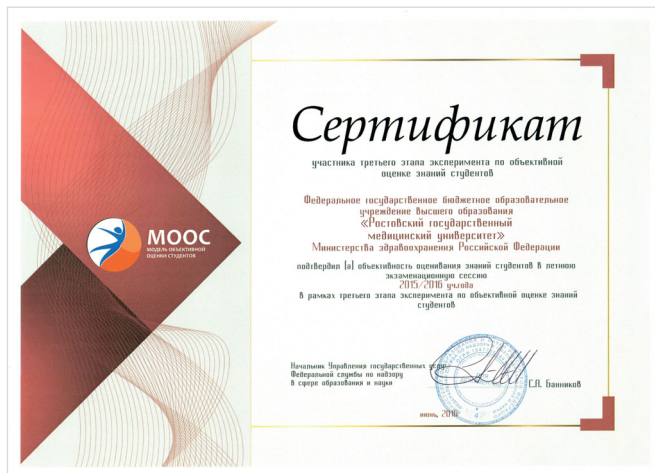 Сертификат
участника третьего этапа эксперимента по объективной
оценке знаний студентов
Федеральное государственное бюджетное образовательное
учреждение высшего образования
«Ростовский государственный
медицинский университет»
Министерства здравоохранения Российской Федерации
МООС
МОДЕЛЬ ОБЪЕКТИВНОЙ
ОЦЕНКИ СТУДЕНТОВ
подтвердил (а) объективность оценивания знаний студентов в летнюю
экзаменационную сессию
2015/2016 уч.года
в рамках третьего этапа эксперимента по объективной оценке знаний
студентов
Начальник Управления государственных услуг
Федеральной службы по надзору
в сфере образования и науки
С.А. Банников
июнь, 2016